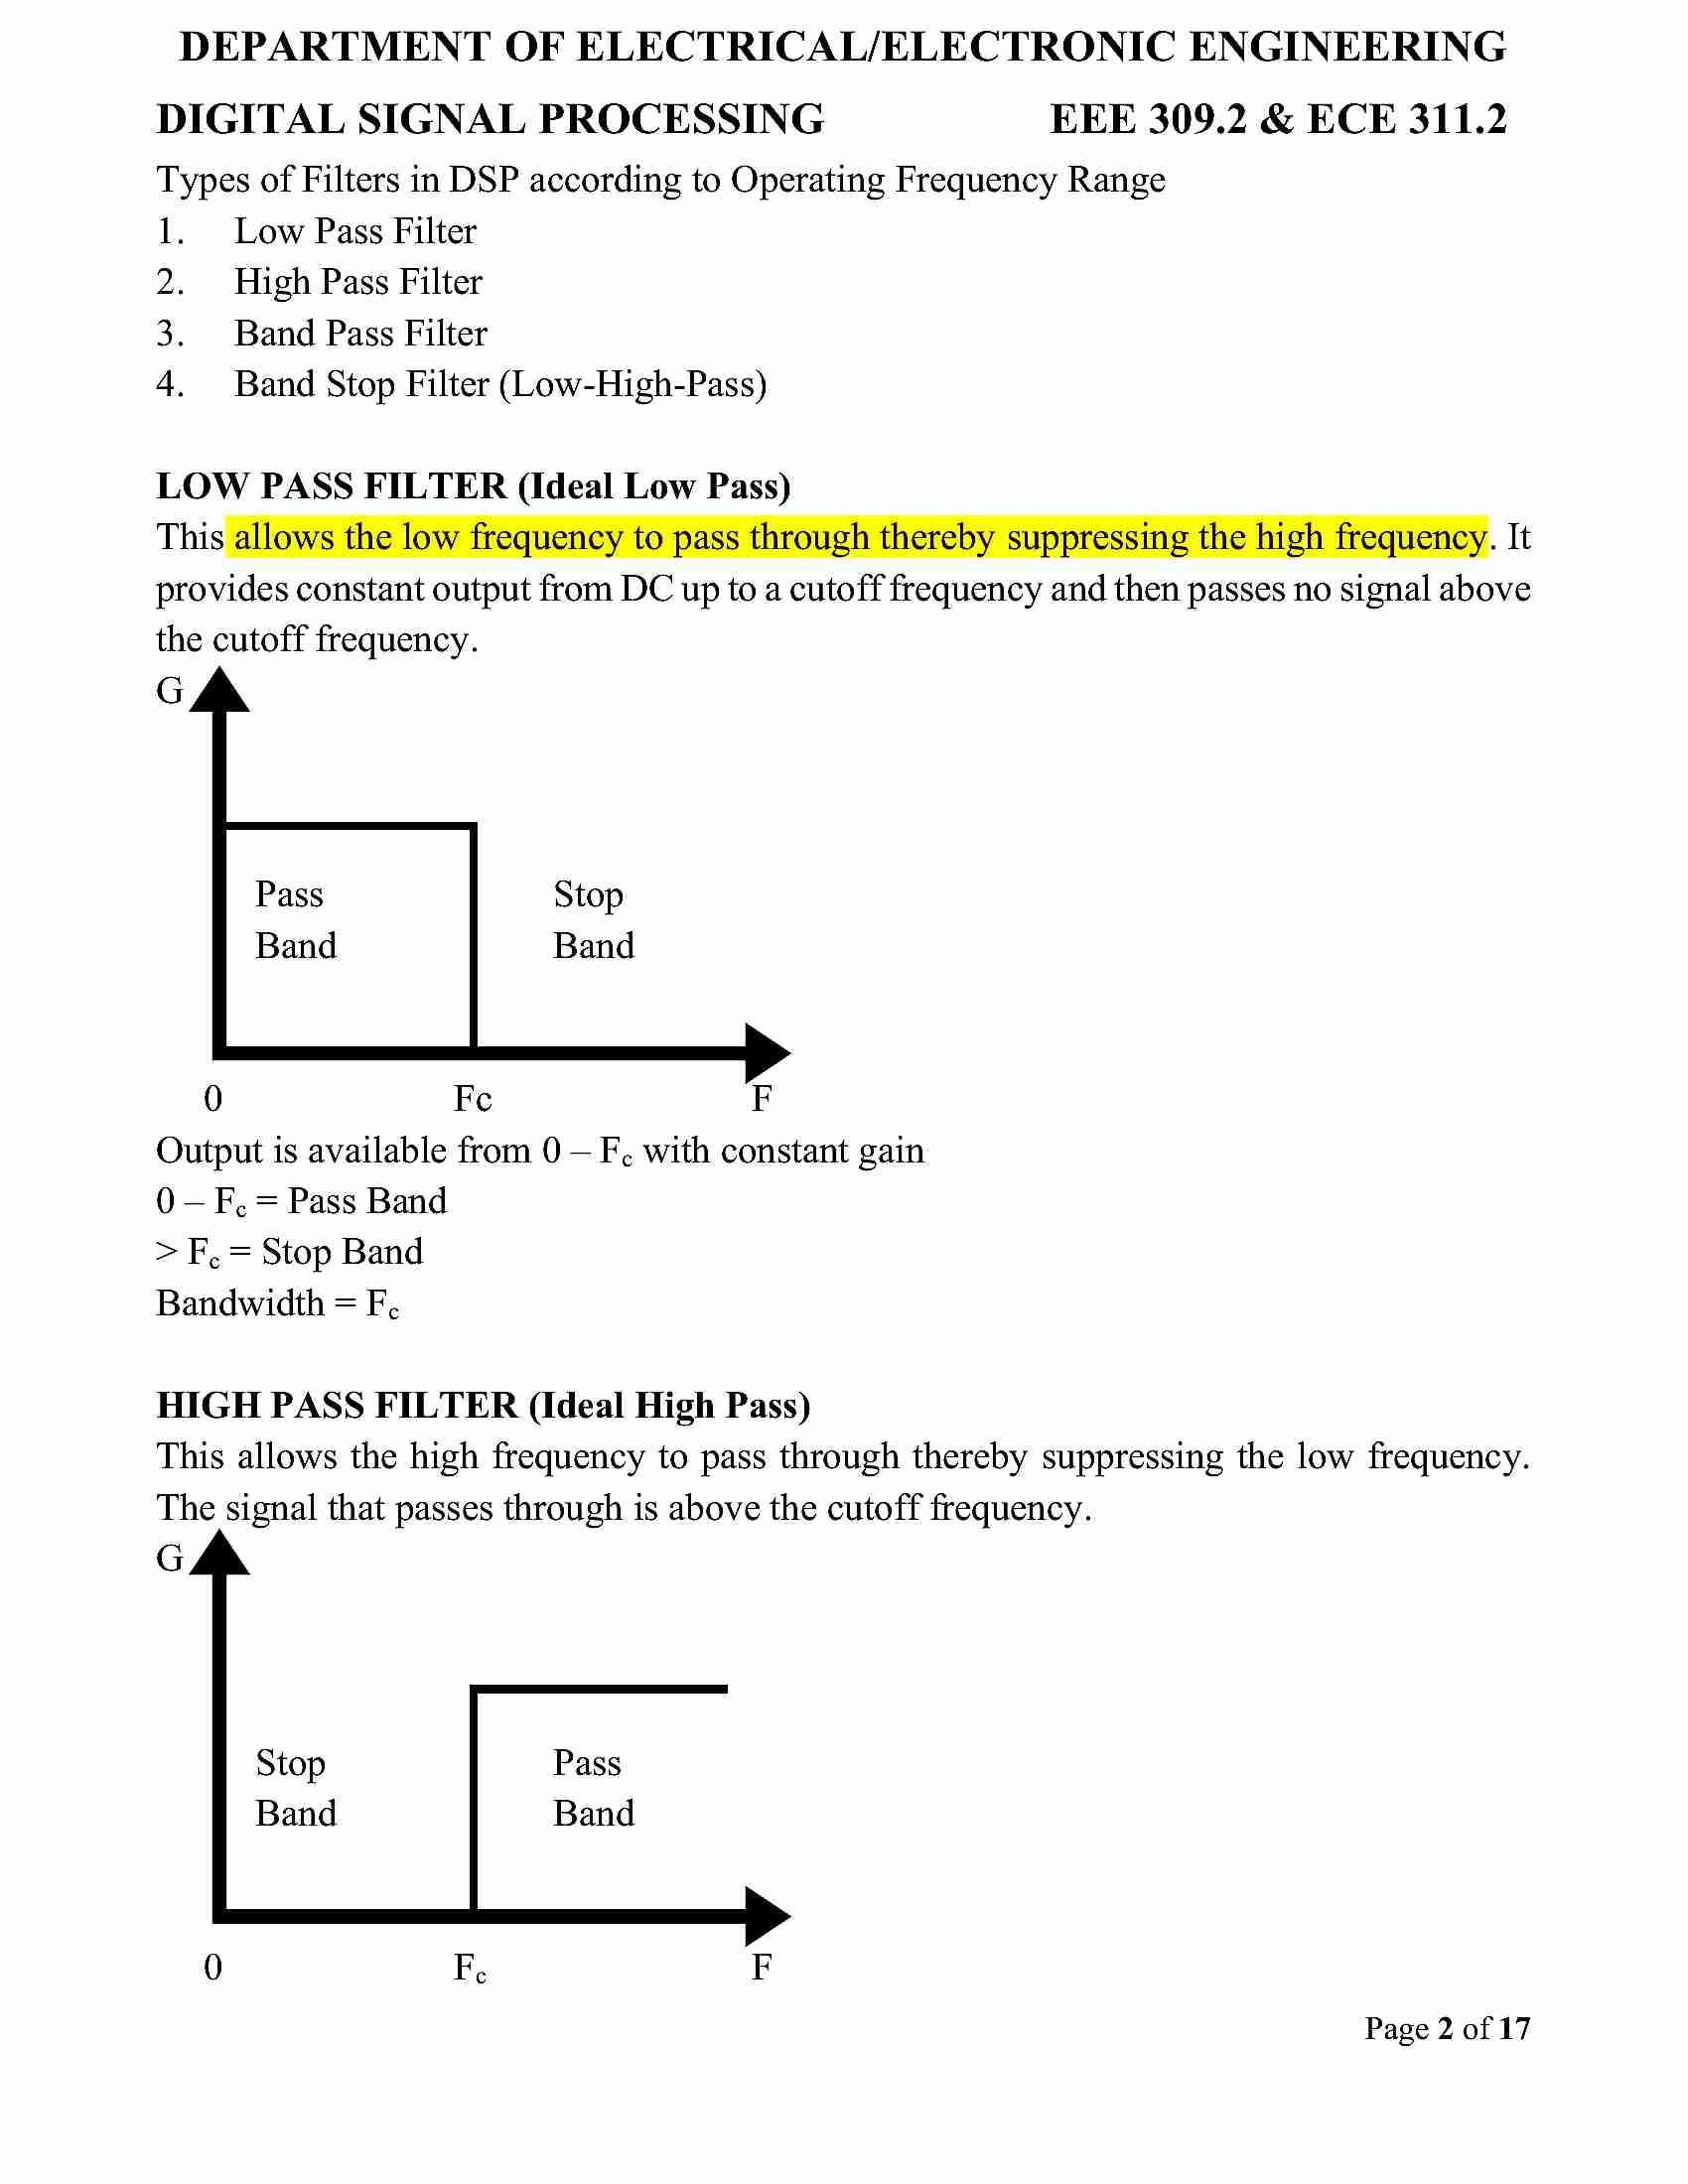 DEPARTMENT OF ELECTRICAL/ELECTRONIC ENGINEERING
DIGITAL SIGNAL PROCESSING EEE 309.2 & ECE 311.2
Types of Filters in DSP according to Operating Frequency Range
1. Low Pass Filter
2. High Pass Filter
3. Band Pass Filter
4. Band Stop Filter (Low-High-Pass)
LOW PASS FILTER (Ideal Low Pass)
This allows the low frequency to pass through thereby suppressing the high frequency. It
provides constant output from DC up to a cutoff frequency and then passes no signal above
the cutoff frequency.
G
Pass Stop
Band Band
0 Fc F
Output is available from 0 – Fc with constant gain
0 – Fc = Pass Band
> Fc = Stop Band
Bandwidth = Fc
HIGH PASS FILTER (Ideal High Pass)
This allows the high frequency to pass through thereby suppressing the low frequency.
The signal that passes through is above the cutoff frequency.
G
Stop Pass
Band Band
0 Fc F
Page 2 of 17